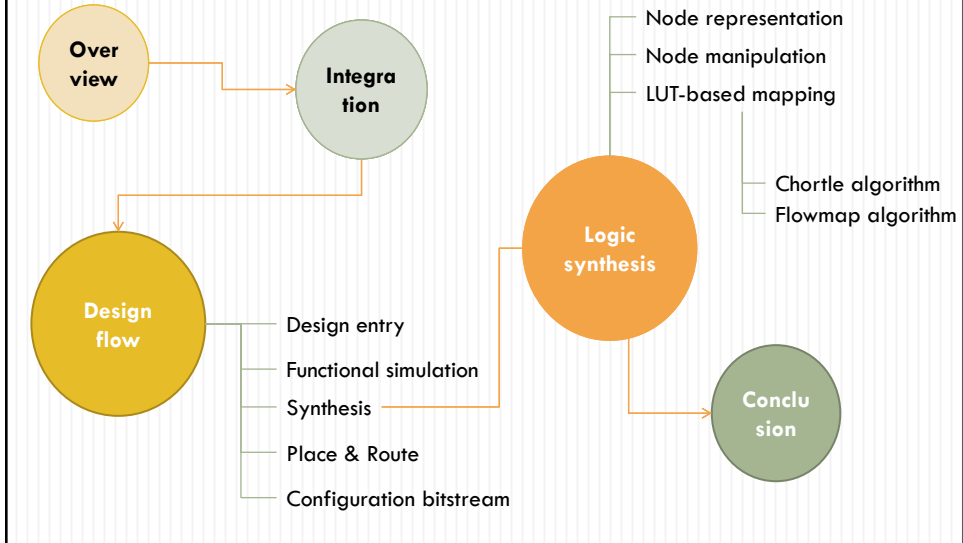 Over
view
Integra
tion
Design
flow
Design entry
Functional simulation
Synthesis
Place & Route
Configuration bitstream
Logic
synthesis
Node representation
Node manipulation
LUT-based mapping
Chortle algorithm
Flowmap algorithm
Conclu
sion